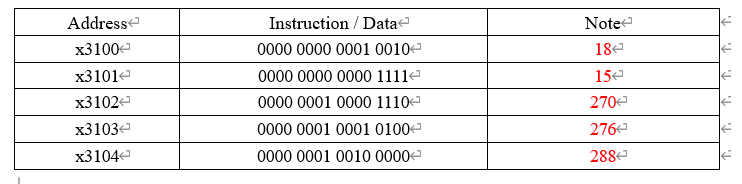 Address Instruction / Data Note
x3100 0000 0000 0001 0010 18
x3101 0000 0000 0000 1111 15
x3102 0000 0001 0000 1110 270
x3103 0000 0001 0001 0100 276
x3104 0000 0001 0010 0000 288